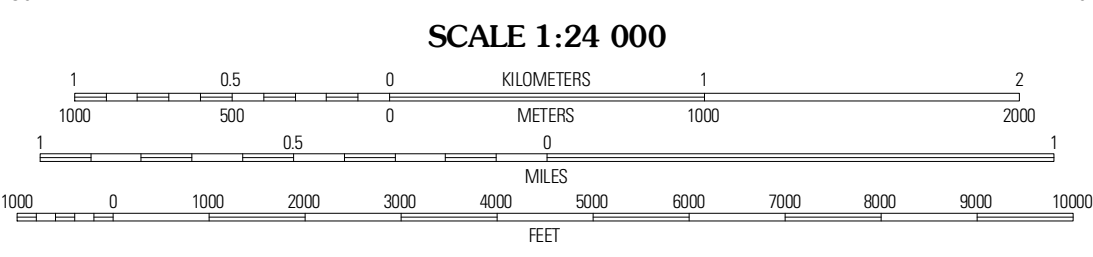 SCALE 1:24 000
1 0.5 0 KILOMETERS 1 2
1000 500 0 METERS 1000 2000
1 0.5 0 1
MILES
1000 0 1000 2000 3000 4000 5000 6000 7000 8000 9000 10000
FEET